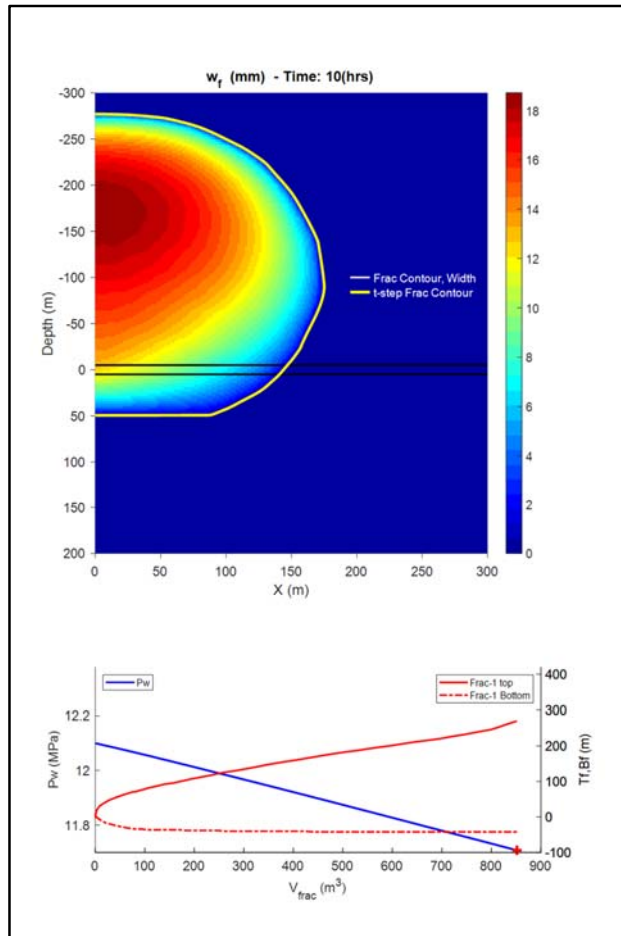 w_f (mm) - Time: 10(hrs)
-300
-250
-200
-150
-100
-50
0
50
100
150
200
Depth (m)
Frac Contour, Width
t-step Frac Contour
18
16
14
12
10
8
6
4
2
0
0 50 100 150 200 250 300
X (m)
Pw
Frac-1 top
Frac-1 Bottom
12.2
12
11.8
Pw (MPa)
400
300
200
100
0
-100
Tf,Bf (m)
0 100 200 300 400 500 600 700 800 900
V_frac (m³)